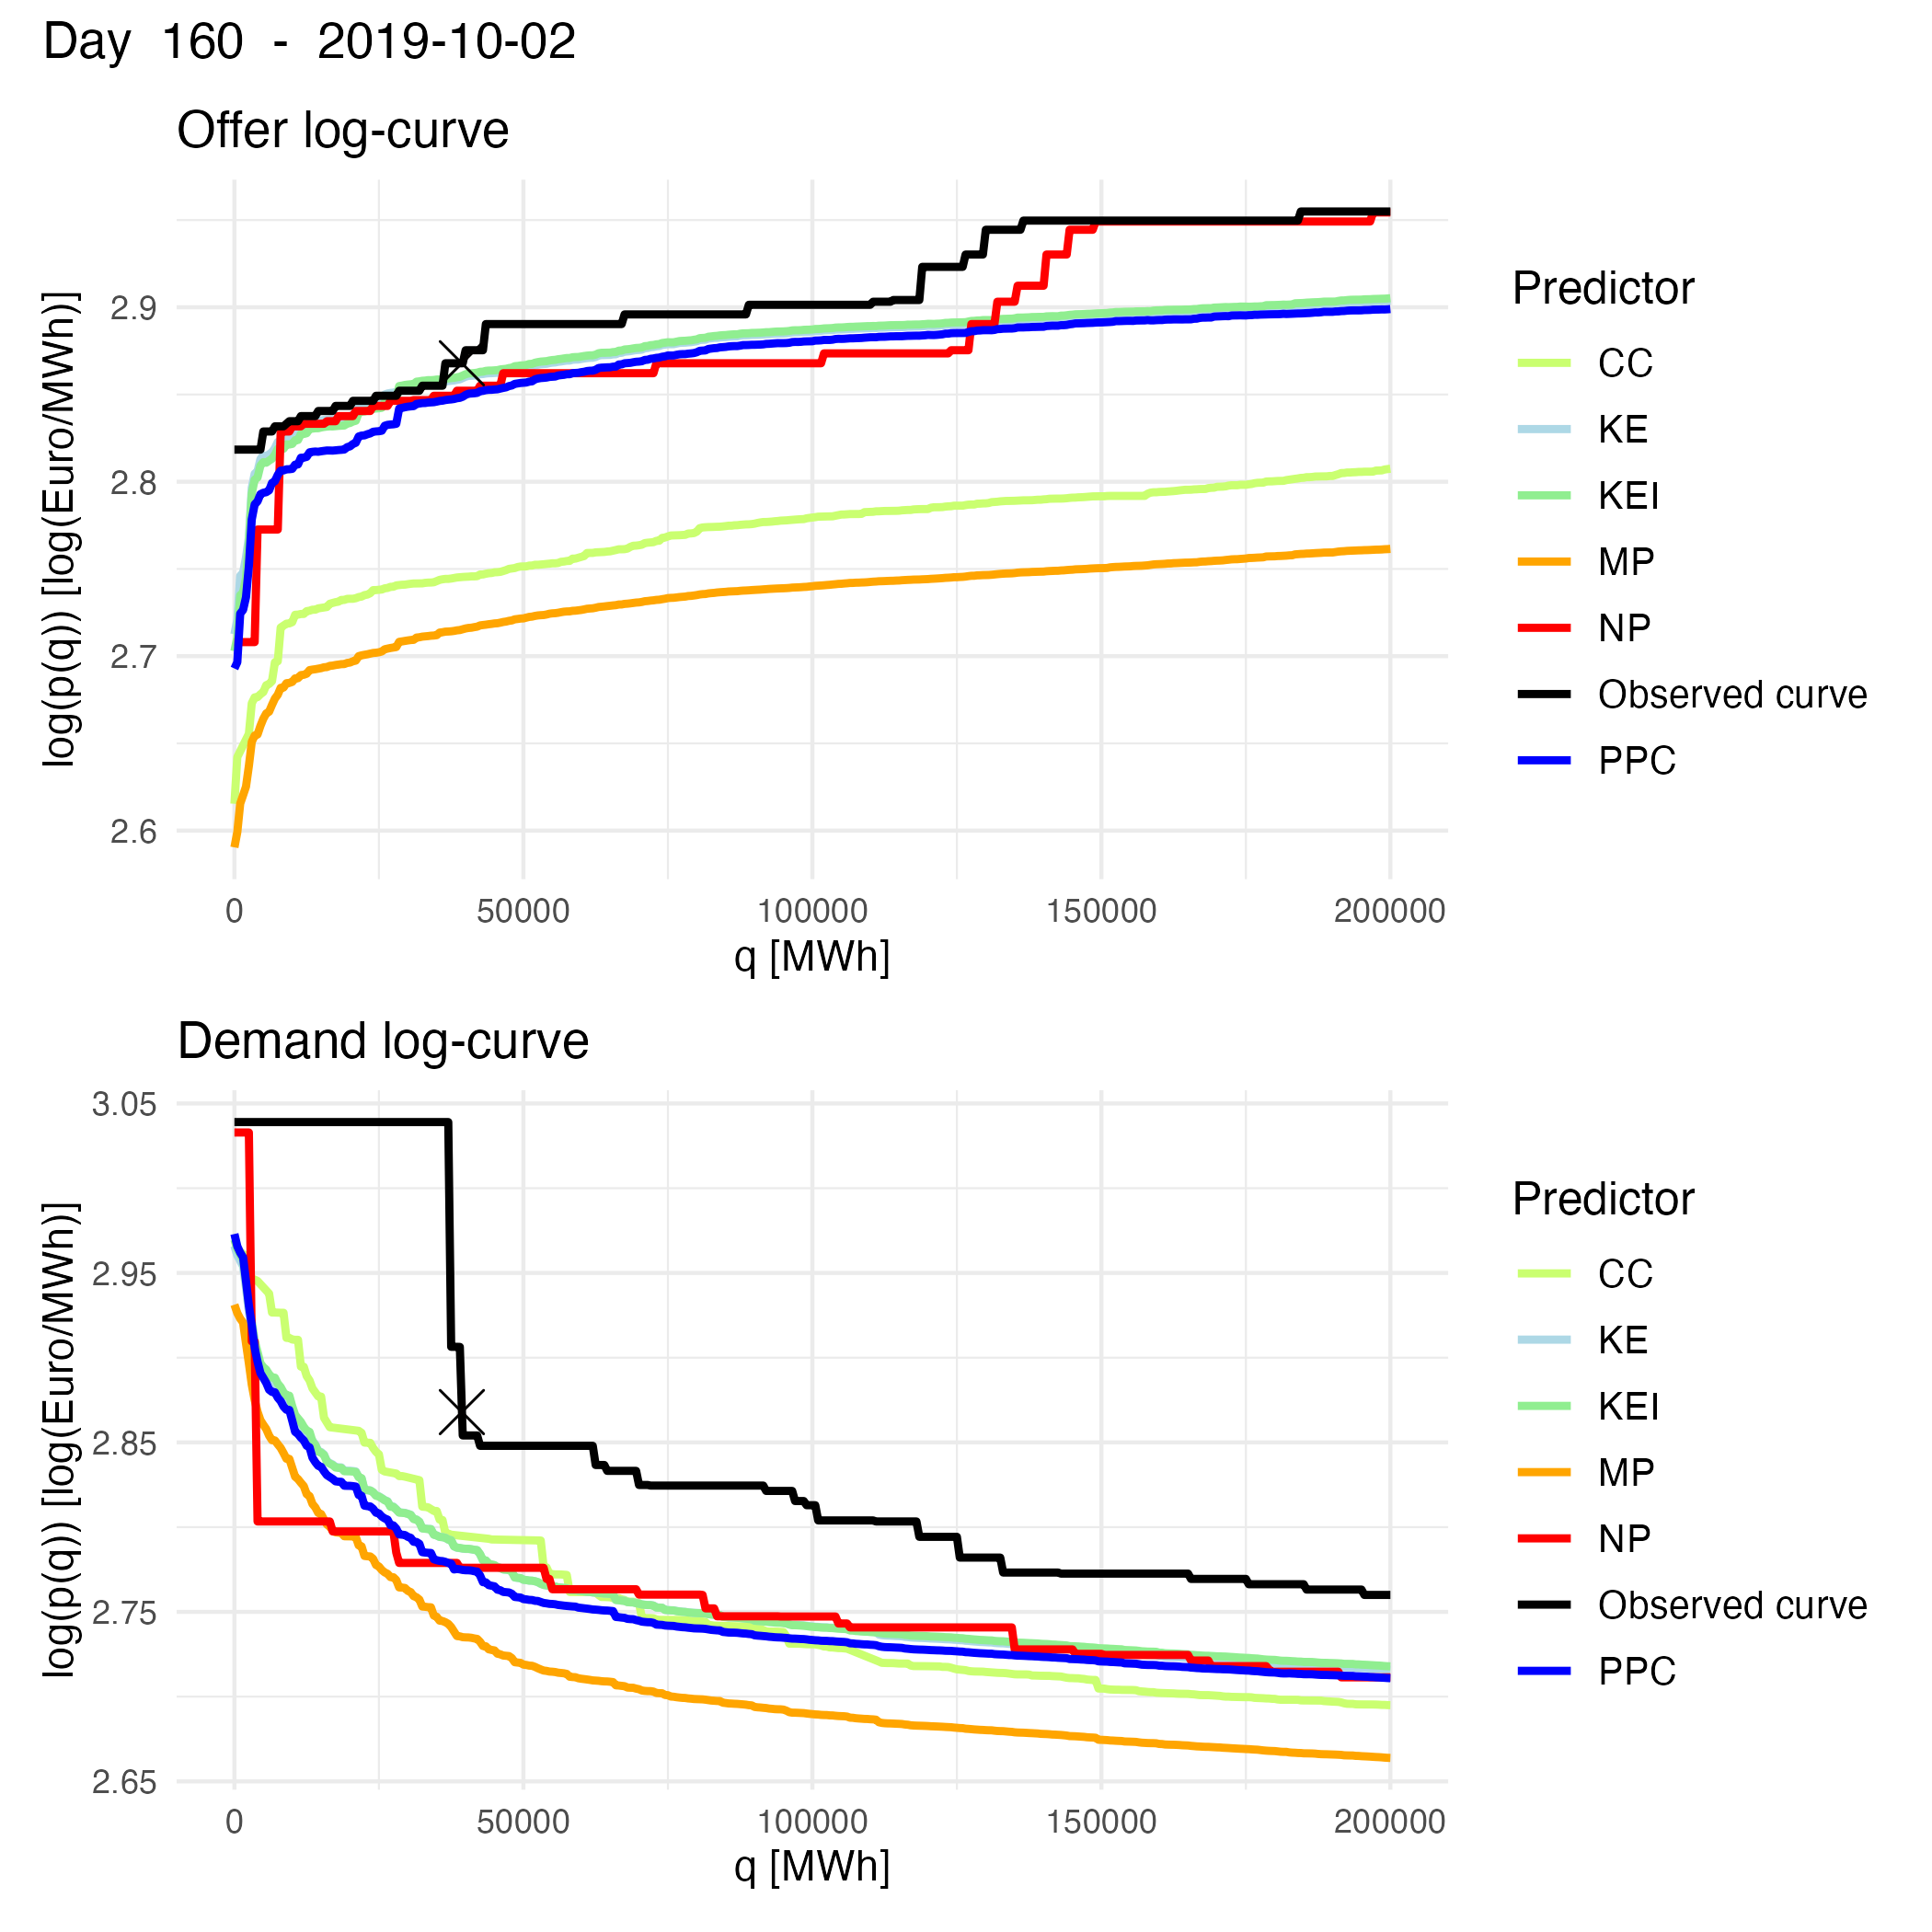 Day 160 - 2019-10-02
Offer log-curve
log(p(q)) [log(Euro/MWh)]
2.9
2.8
2.7
2.6
0 50000 100000 150000 200000
q [MWh]
Predictor
CC
KE
KEI
MP
NP
Observed curve
PPC
Demand log-curve
log(p(q)) [log(Euro/MWh)]
3.05
2.95
2.85
2.75
2.65
0 50000 100000 150000 200000
q [MWh]
Predictor
CC
KE
KEI
MP
NP
Observed curve
PPC